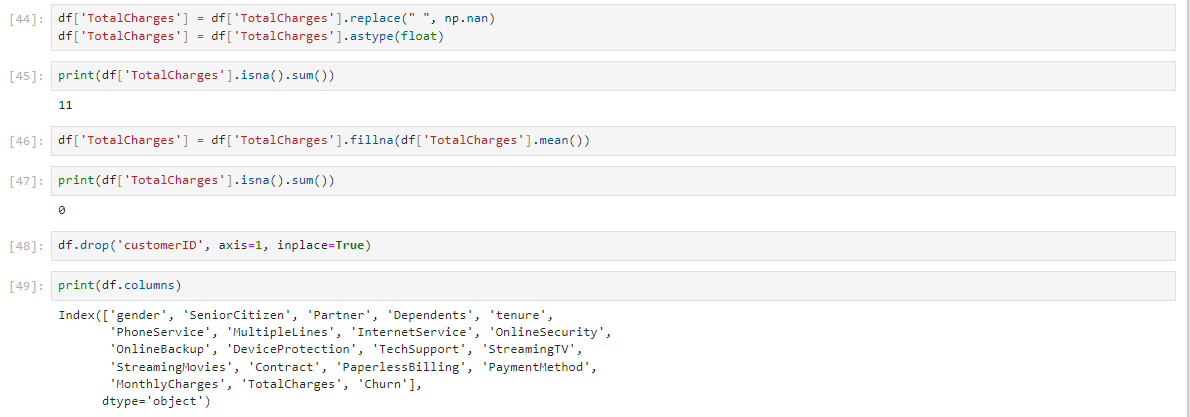 [44]: df['TotalCharges'] = df['TotalCharges'].replace(" ", np.nan)
df['TotalCharges'] = df['TotalCharges'].astype(float)
[45]: print(df['TotalCharges'].isna().sum())
11
[46]: df['TotalCharges'] = df['TotalCharges'].fillna(df['TotalCharges'].mean())
[47]: print(df['TotalCharges'].isna().sum())
0
[48]: df.drop('customerID', axis=1, inplace=True)
[49]: print(df.columns)
Index(['gender', 'SeniorCitizen', 'Partner', 'Dependents', 'tenure',
'PhoneService', 'MultipleLines', 'InternetService', 'OnlineSecurity',
'OnlineBackup', 'DeviceProtection', 'TechSupport', 'StreamingTV',
'StreamingMovies', 'Contract', 'PaperlessBilling', 'PaymentMethod',
'MonthlyCharges', 'TotalCharges', 'Churn'],
dtype='object')